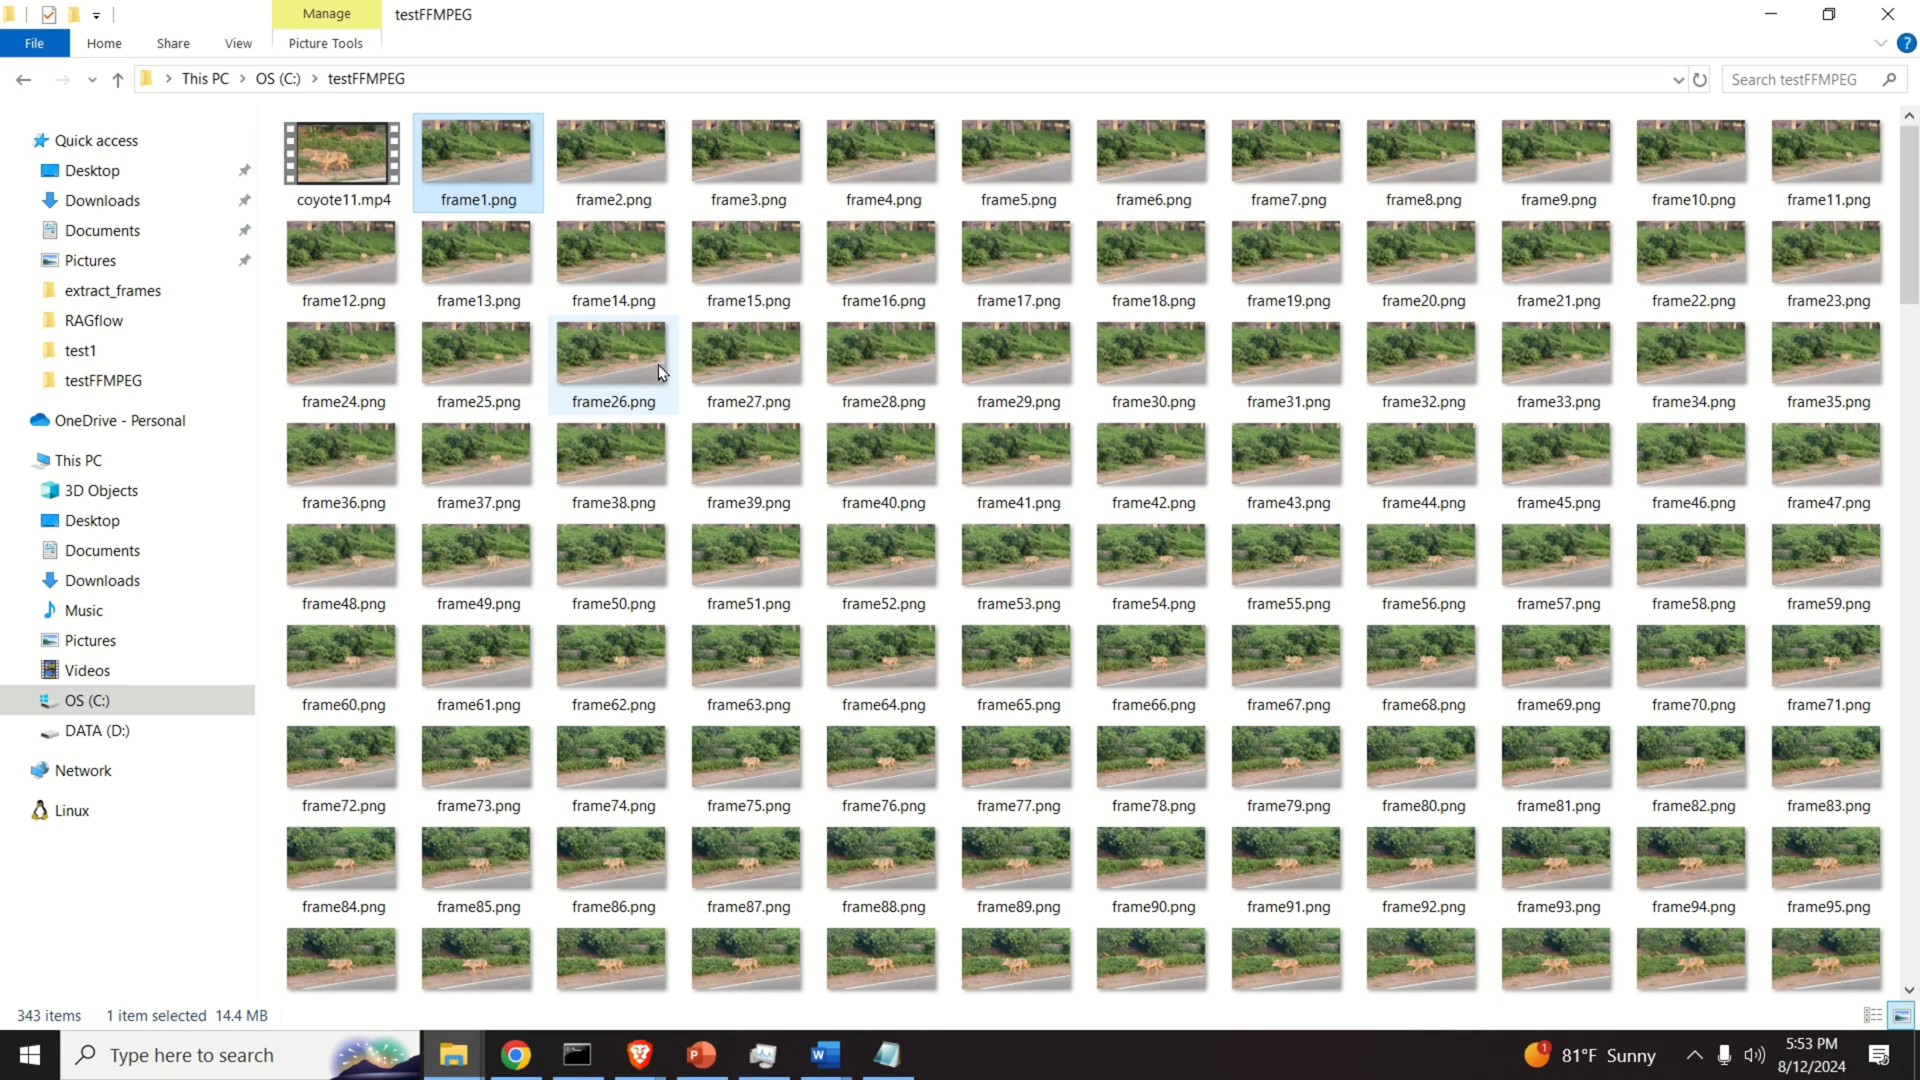 Manage
testFFMPEG
File
Home
Share
View
Picture Tools
?
This PC
OS (C:)
testFFMPEG
Search testFFMPEG
Quick access
Desktop
Downloads
Documents
Pictures
extract_frames
RAGflow
test1
testFFMPEG
OneDrive - Personal
This PC
3D Objects
Desktop
Documents
Downloads
Music
Pictures
Videos
OS (C:)
DATA (D:)
Network
Linux
coyote11.mp4 frame1.png frame2.png frame3.png frame4.png frame5.png frame6.png frame7.png frame8.png frame9.png frame10.png frame11.png
frame12.png frame13.png frame14.png frame15.png frame16.png frame17.png frame18.png frame19.png frame20.png frame21.png frame22.png frame23.png
frame24.png frame25.png frame26.png frame27.png frame28.png frame29.png frame30.png frame31.png frame32.png frame33.png frame34.png frame35.png
frame36.png frame37.png frame38.png frame39.png frame40.png frame41.png frame42.png frame43.png frame44.png frame45.png frame46.png frame47.png
frame48.png frame49.png frame50.png frame51.png frame52.png frame53.png frame54.png frame55.png frame56.png frame57.png frame58.png frame59.png
frame60.png frame61.png frame62.png frame63.png frame64.png frame65.png frame66.png frame67.png frame68.png frame69.png frame70.png frame71.png
frame72.png frame73.png frame74.png frame75.png frame76.png frame77.png frame78.png frame79.png frame80.png frame81.png frame82.png frame83.png
frame84.png frame85.png frame86.png frame87.png frame88.png frame89.png frame90.png frame91.png frame92.png frame93.png frame94.png frame95.png
343 items 1 item selected 14.4 MB
Type here to search
P
W
1
81°F Sunny
5:53 PM
8/12/2024